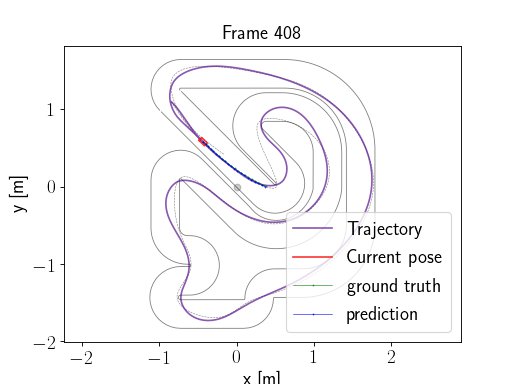 Frame 408
y [m]
1
0
−1
−2
−2 −1 0 1 2
x [m]
Trajectory
Current pose
ground truth
prediction